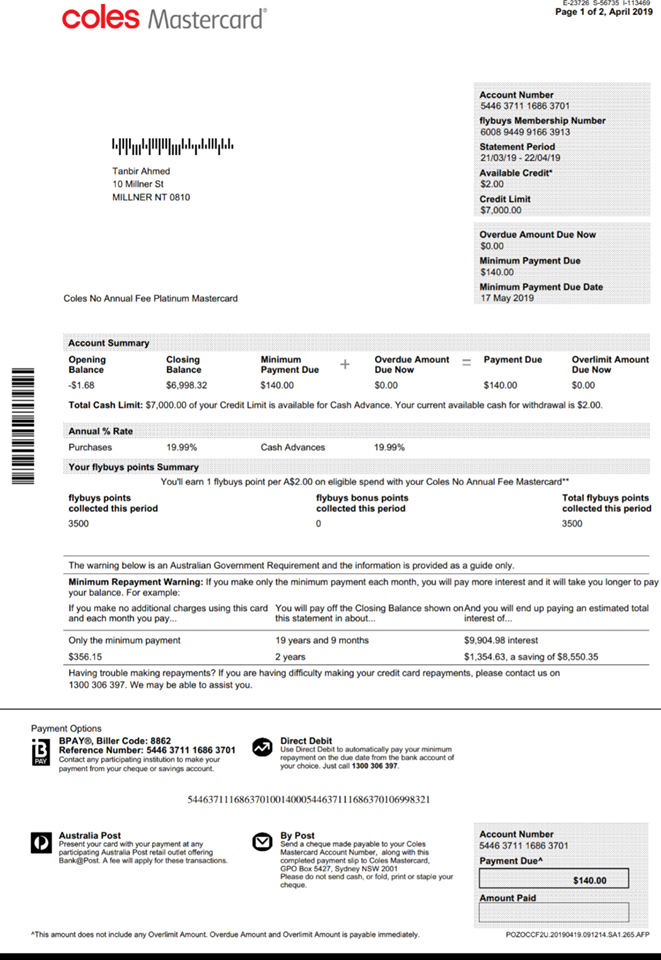 coles Mastercard®
E-23726 S-56735 I-113469
Page 1 of 2, April 2019
Account Number
5446 3711 1686 3701
flybuys Membership Number
6008 9449 9166 3913
Statement Period
21/03/19 - 22/04/19
Available Credit*
$2.00
Credit Limit
$7,000.00
Overdue Amount Due Now
$0.00
Minimum Payment Due
$140.00
Minimum Payment Due Date
17 May 2019
Tanbir Ahmed
10 Millner St
MILLNER NT 0810
Coles No Annual Fee Platinum Mastercard
Account Summary
Opening Balance Closing Balance Minimum Payment Due + Overdue Amount Due Now = Payment Due Overlimit Amount Due Now
-$1.68 $6,998.32 $140.00 $0.00 $140.00 $0.00
Total Cash Limit: $7,000.00 of your Credit Limit is available for Cash Advance. Your current available cash for withdrawal is $2.00.
Annual % Rate
Purchases 19.99% Cash Advances 19.99%
Your flybuys points Summary
You'll earn 1 flybuys point per A$2.00 on eligible spend with your Coles No Annual Fee Mastercard**
flybuys points collected this period flybuys bonus points collected this period Total flybuys points collected this period
3500 0 3500
The warning below is an Australian Government Requirement and the information is provided as a guide only.
Minimum Repayment Warning: If you make only the minimum payment each month, you will pay more interest and it will take you longer to pay
your balance. For example:
If you make no additional charges using this card and each month you pay... You will pay off the Closing Balance shown on this statement in about... And you will end up paying an estimated total interest of...
Only the minimum payment 19 years and 9 months $9,904.98 interest
$356.15 2 years $1,354.63, a saving of $8,550.35
Having trouble making repayments? If you are having difficulty making your credit card repayments, please contact us on
1300 306 397. We may be able to assist you.
Payment Options
BPAY
BPAY®, Biller Code: 8862
Reference Number: 5446 3711 1686 3701
Contact any participating institution to make your
payment from your cheque or savings account.
Direct Debit
Use Direct Debit to automatically pay your minimum
repayment on the due date from the bank account of
your choice. Just call 1300 306 397.
544637111686370100140005446371116863701069983​21
Australia Post
Present your card with your payment at any
participating Australia Post retail outlet offering
Bank@Post. A fee will apply for these transactions.
By Post
Send a cheque made payable to your Coles
Mastercard Account Number, along with this
completed payment slip to Coles Mastercard,
GPO Box 5427, Sydney NSW 2001
Please do not send cash, or fold, print or staple your
cheque.
Account Number
5446 3711 1686 3701
Payment Due^
$140.00
Amount Paid
^This amount does not include any Overlimit Amount. Overdue Amount and Overlimit Amount is payable immediately.
POZOCCF2U.20190419.091214.SA1.265.AFP